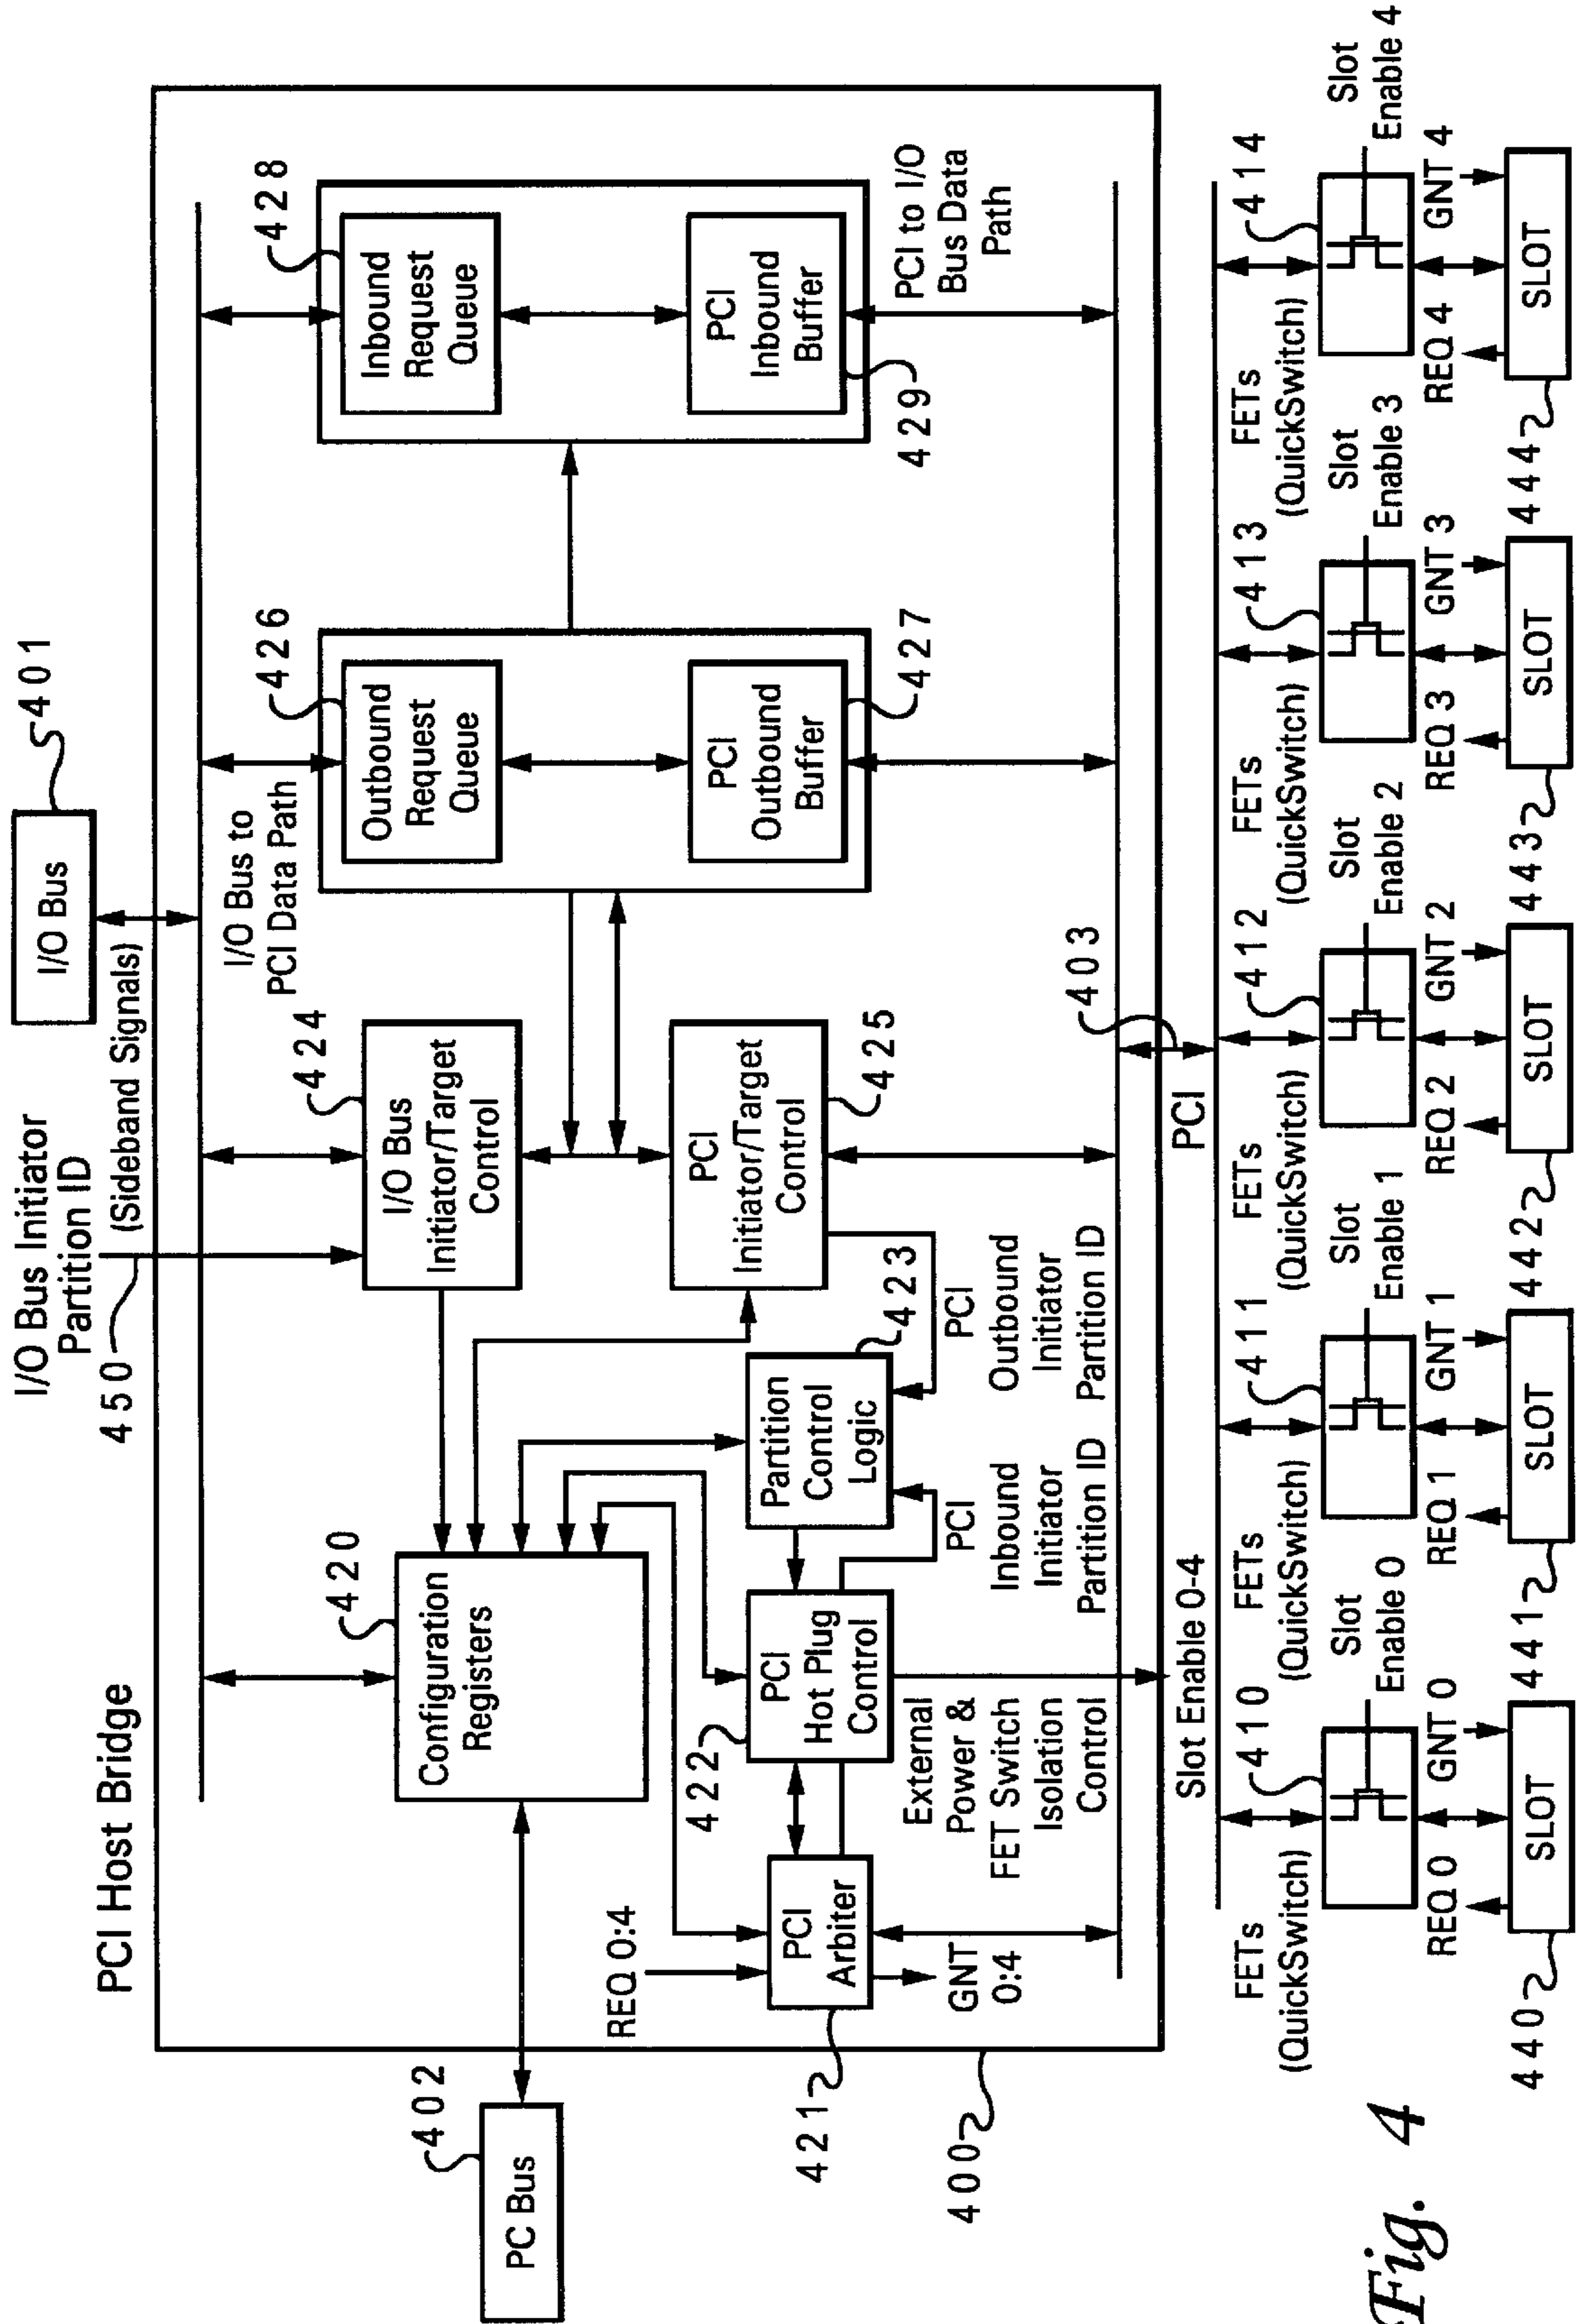 I/O Bus Initiator
Partition ID
(Sideband Signals)
450
I/O Bus
401
PCI Host Bridge
PC Bus
402
Configuration
Registers
420
I/O Bus
Initiator/Target
Control
424
I/O Bus to
PCI Data Path
Outbound
Request
Queue
426
Inbound
Request
Queue
428
REQ 0:4
PCI
Arbiter
421
GNT
0:4
400
PCI
Hot Plug
Control
422
Partition
Control
Logic
423
PCI
Initiator/Target
Control
425
PCI
Outbound
Buffer
427
PCI
Inbound
Buffer
429
External
Power &
FET Switch
Isolation
Control
PCI
Inbound
Initiator
Partition ID
PCI
Outbound
Initiator
Partition ID
PCI to I/O
Bus Data
Path
Slot Enable 0-4
PCI
403
FETs
(QuickSwitch)
410
Slot
Enable 0
REQ 0
GNT 0
SLOT
440
FETs
(QuickSwitch)
411
Slot
Enable 1
REQ 1
GNT 1
SLOT
441
FETs
(QuickSwitch)
412
Slot
Enable 2
REQ 2
GNT 2
SLOT
442
FETs
(QuickSwitch)
413
Slot
Enable 3
REQ 3
GNT 3
SLOT
443
FETs
(QuickSwitch)
414
Slot
Enable 4
REQ 4
GNT 4
SLOT
444
Fig. 4